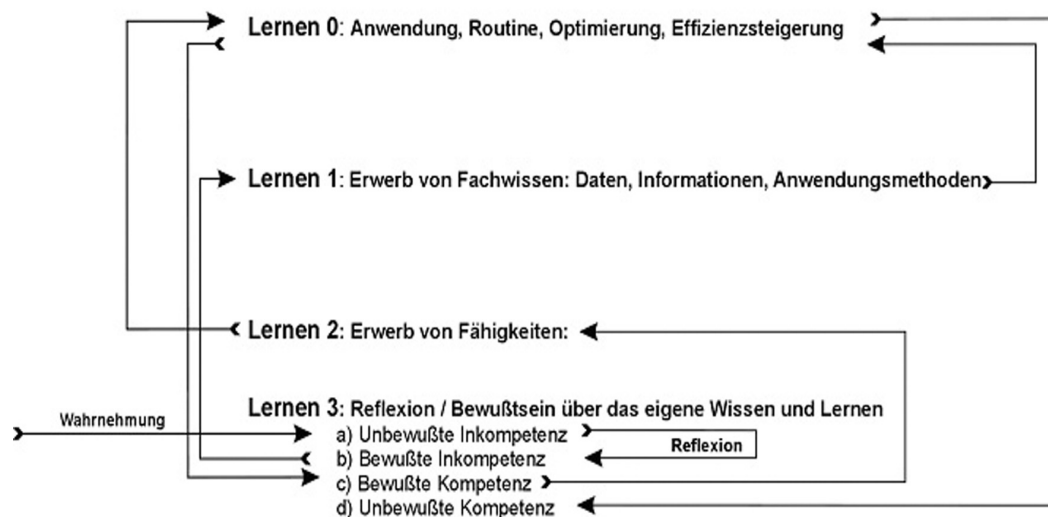 Lernen 0: Anwendung, Routine, Optimierung, Effizienzsteigerung
Lernen 1: Erwerb von Fachwissen: Daten, Informationen, Anwendungsmethoden
Lernen 2: Erwerb von Fähigkeiten:
Lernen 3: Reflexion / Bewußtsein über das eigene Wissen und Lernen
Wahrnehmung
a) Unbewußte Inkompetenz
Reflexion
b) Bewußte Inkompetenz
c) Bewußte Kompetenz
d) Unbewußte Kompetenz